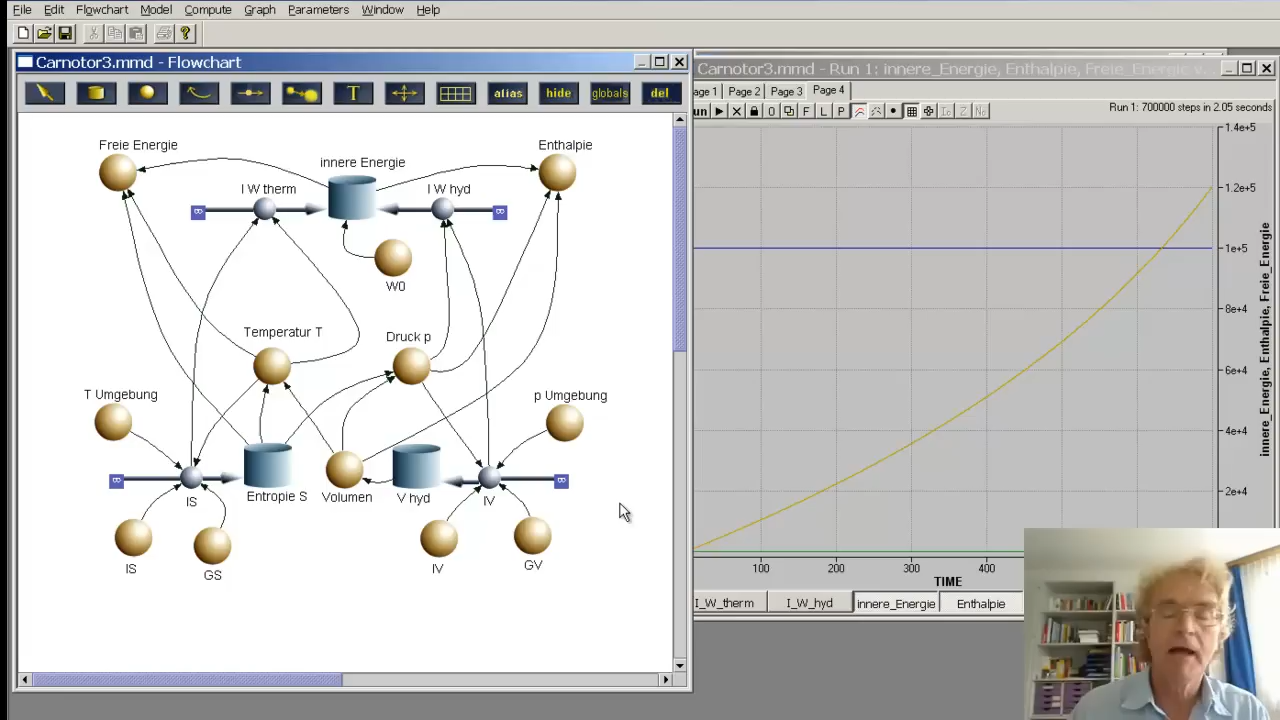 File Edit Flowchart Model Compute Graph Parameters Window Help
Carnotor3.mmd - Flowchart
alias hide globals del
Freie Energie
innere Energie
Enthalpie
I W therm
I W hyd
W0
Temperatur T
Druck p
T Umgebung
p Umgebung
IS
Entropie S
Volumen
V hyd
IV
IS
GS
IV
GV
Carnotor3.mmd - Run 1: innere_Energie, Enthalpie, Freie_Energie v...
age 1 Page 2 Page 3 Page 4
un 0 F L P
Run 1: 700000 steps in 2.05 seconds
1.4e+5
1.2e+5
1e+5
8e+4
6e+4
4e+4
2e+4
innere_Energie, Enthalpie, Freie_Energie
100 200 300 400
TIME
I_W_therm I_W_hyd innere_Energie Enthalpie